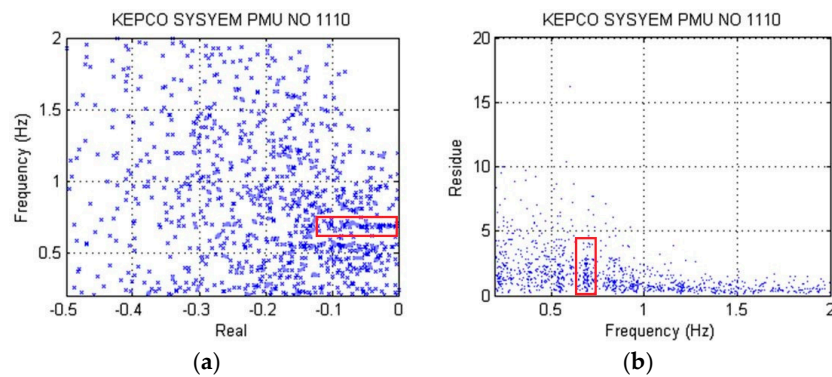 KEPCO SYSYEM PMU NO 1110
2
1.5
1
0.5
Frequency (Hz)
-0.5 -0.4 -0.3 -0.2 -0.1 0
Real
(a)
KEPCO SYSYEM PMU NO 1110
20
15
10
5
0
Residue
0.5 1 1.5 2
Frequency (Hz)
(b)